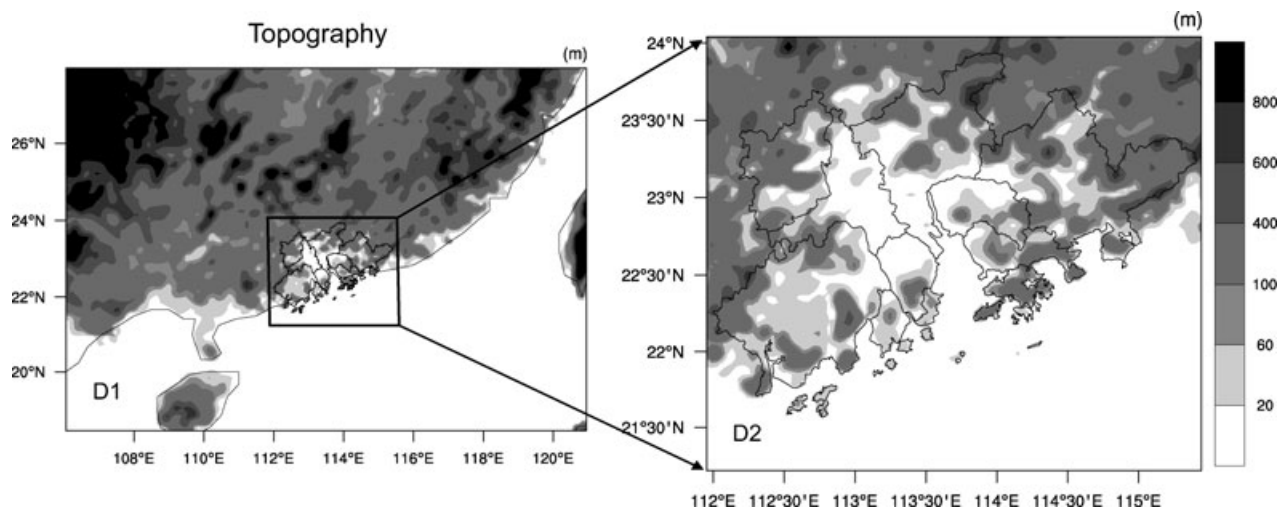 Topography
(m)
(m)
26°N
24°N
22°N
20°N
D1
108°E 110°E 112°E 114°E 116°E 118°E 120°E
24°N
23°30'N
23°N
22°30'N
22°N
21°30'N
D2
112°E 112°30'E 113°E 113°30'E 114°E 114°30'E 115°E
800
600
400
100
60
20